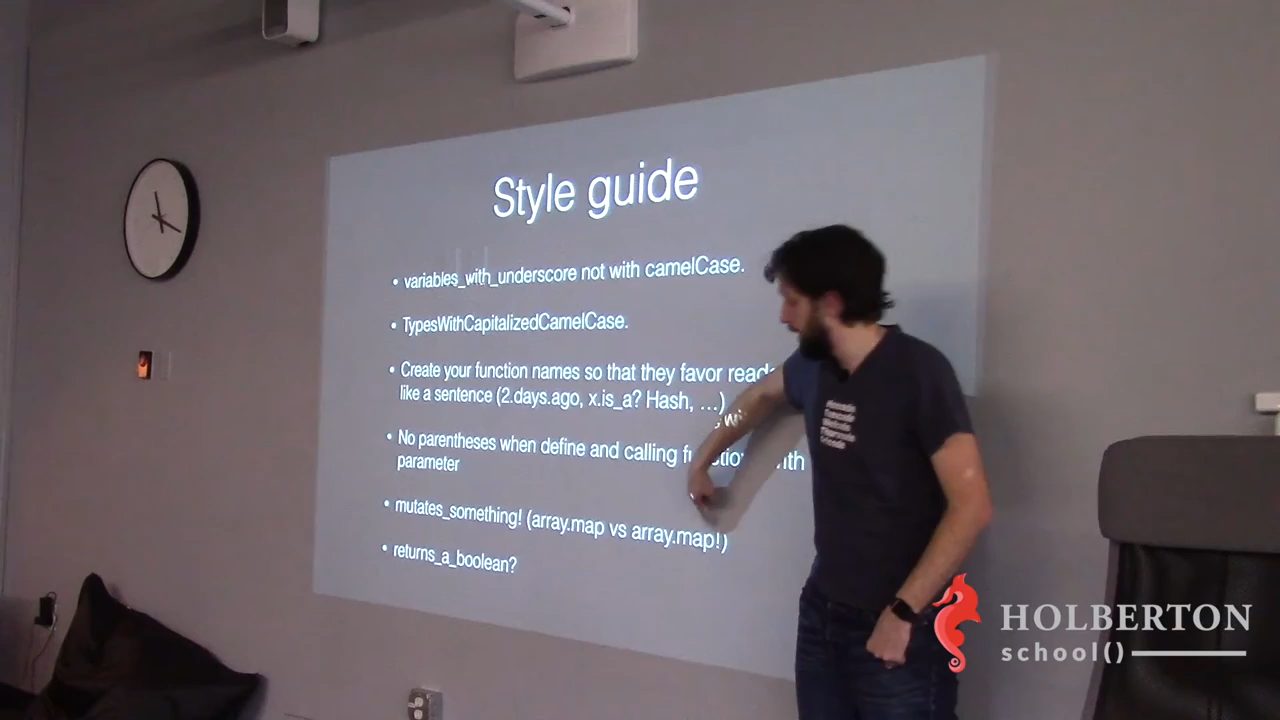 Style guide
• variables_with_underscore not with camelCase.
• TypesWithCapitalizedCamelCase.
• Create your function names so that they favor
like a sentence (2.days.ago, x.is_a? Hash, …)
• No parentheses when define and calling
parameter
• mutates_something! (array.map vs array.map!)
• returns_a_boolean?
HOLBERTON
school()